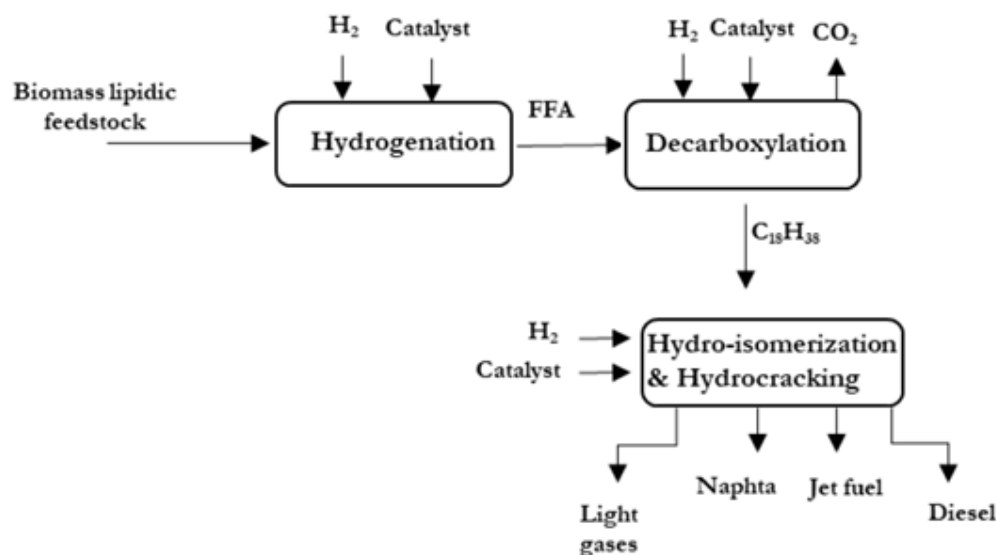 H₂ Catalyst
H₂ Catalyst CO₂
Biomass lipidic
feedstock
Hydrogenation
FFA
Decarboxylation
C₁₈H₃₈
H₂
Catalyst
Hydro-isomerization
& Hydrocracking
Light
gases
Naphta
Jet fuel
Diesel